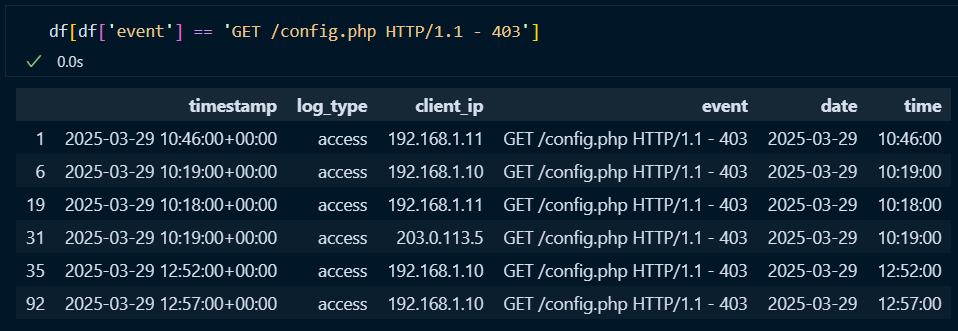 df[df['event'] == 'GET /config.php HTTP/1.1 - 403']
0.0s
timestamp log_type client_ip event date time
1 2025-03-29 10:46:00+00:00 access 192.168.1.11 GET /config.php HTTP/1.1 - 403 2025-03-29 10:46:00
6 2025-03-29 10:19:00+00:00 access 192.168.1.10 GET /config.php HTTP/1.1 - 403 2025-03-29 10:19:00
19 2025-03-29 10:18:00+00:00 access 192.168.1.11 GET /config.php HTTP/1.1 - 403 2025-03-29 10:18:00
31 2025-03-29 10:19:00+00:00 access 203.0.113.5 GET /config.php HTTP/1.1 - 403 2025-03-29 10:19:00
35 2025-03-29 12:52:00+00:00 access 192.168.1.10 GET /config.php HTTP/1.1 - 403 2025-03-29 12:52:00
92 2025-03-29 12:57:00+00:00 access 192.168.1.10 GET /config.php HTTP/1.1 - 403 2025-03-29 12:57:00